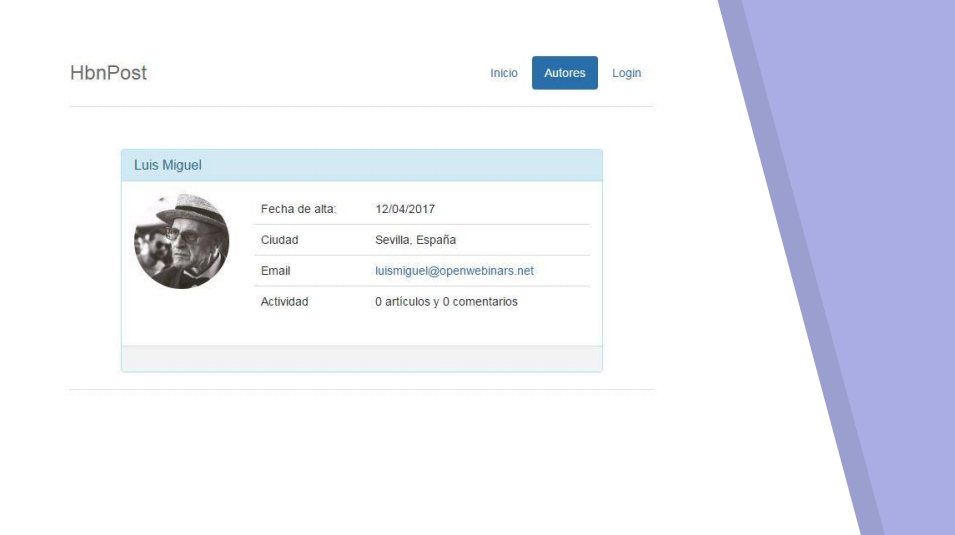 HbnPost
Inicio Autores Login
Luis Miguel
Fecha de alta: 12/04/2017
Ciudad Sevilla, España
Email luismiguel@openwebinars.net
Actividad 0 artículos y 0 comentarios